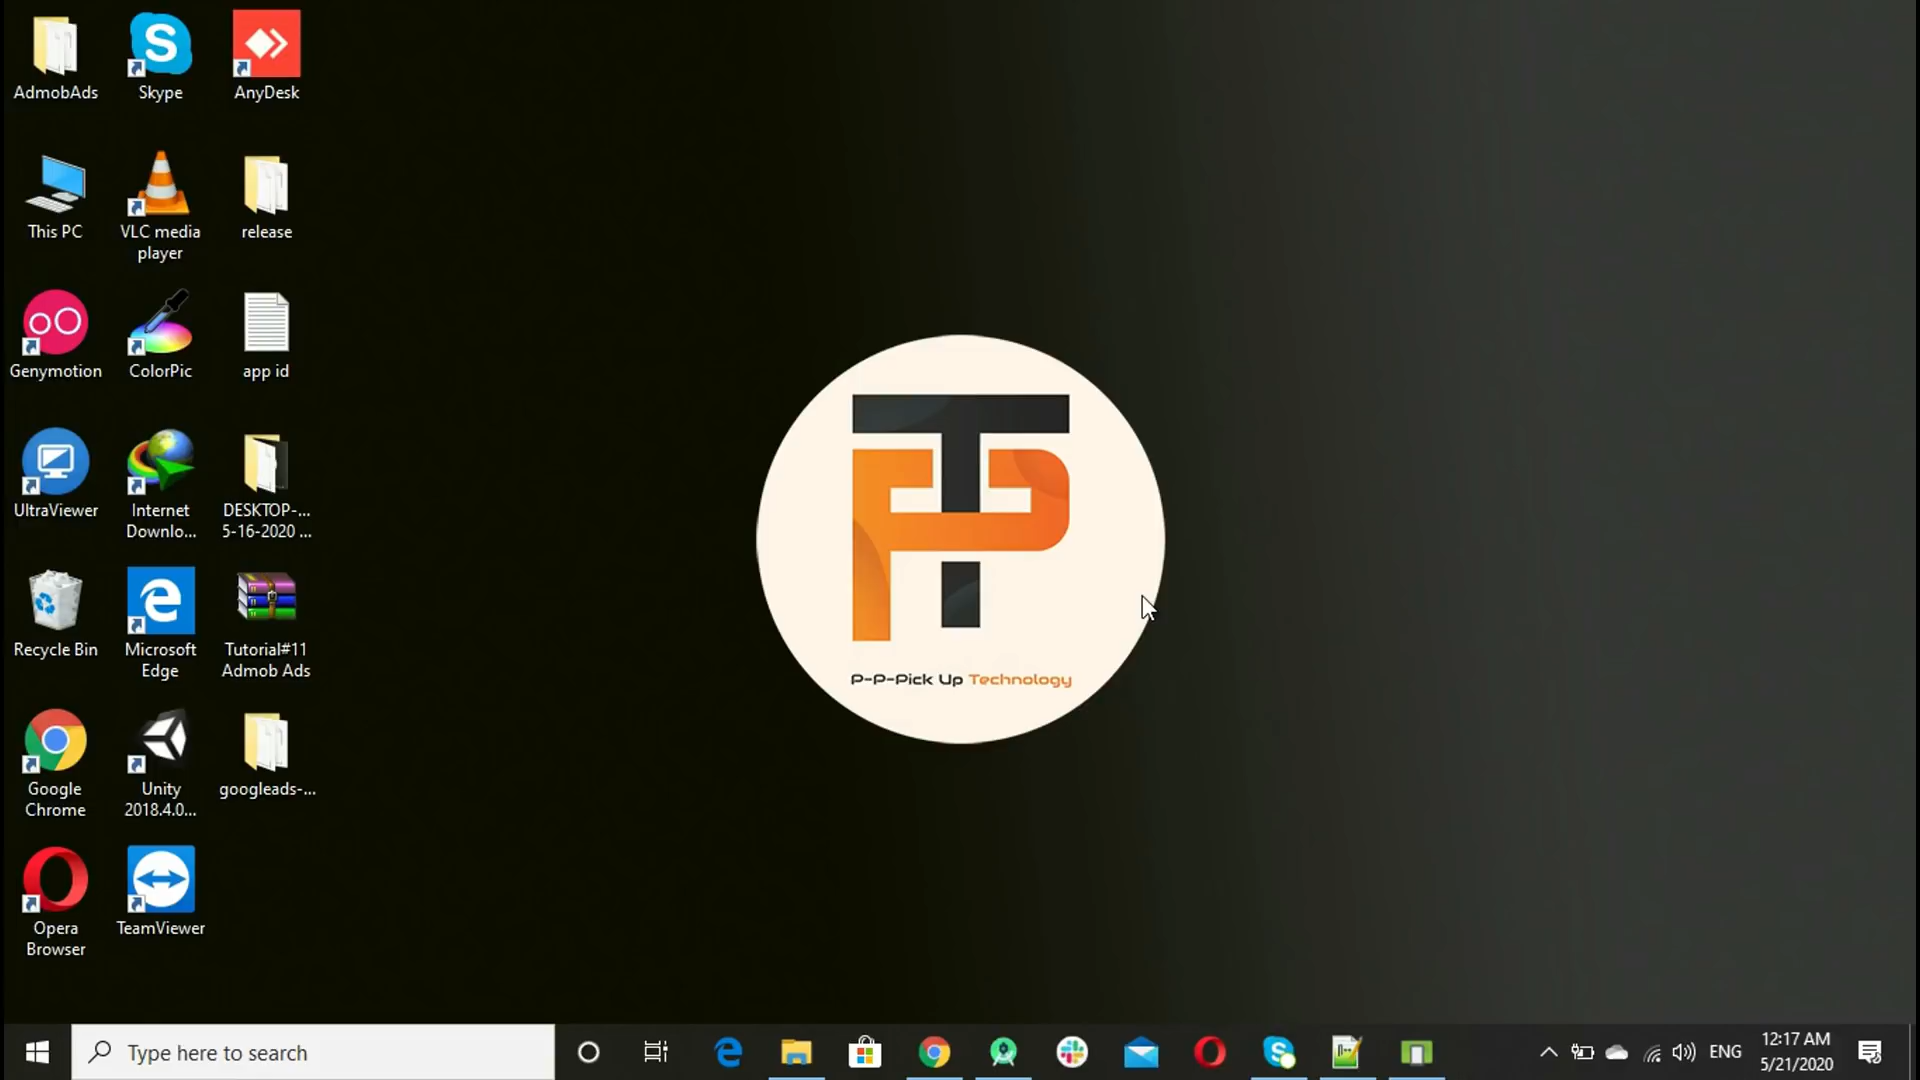 AdmobAds
Skype
AnyDesk
This PC
VLC media
player
release
Genymotion
ColorPic
app id
UltraViewer
Internet
Downlo...
DESKTOP-...
5-16-2020 ...
Recycle Bin
Microsoft
Edge
Tutorial#11
Admob Ads
Google
Chrome
Unity
2018.4.0...
googleads-...
Opera
Browser
TeamViewer
TP
P-P-Pick Up Technology
Type here to search
ENG
12:17 AM
5/21/2020